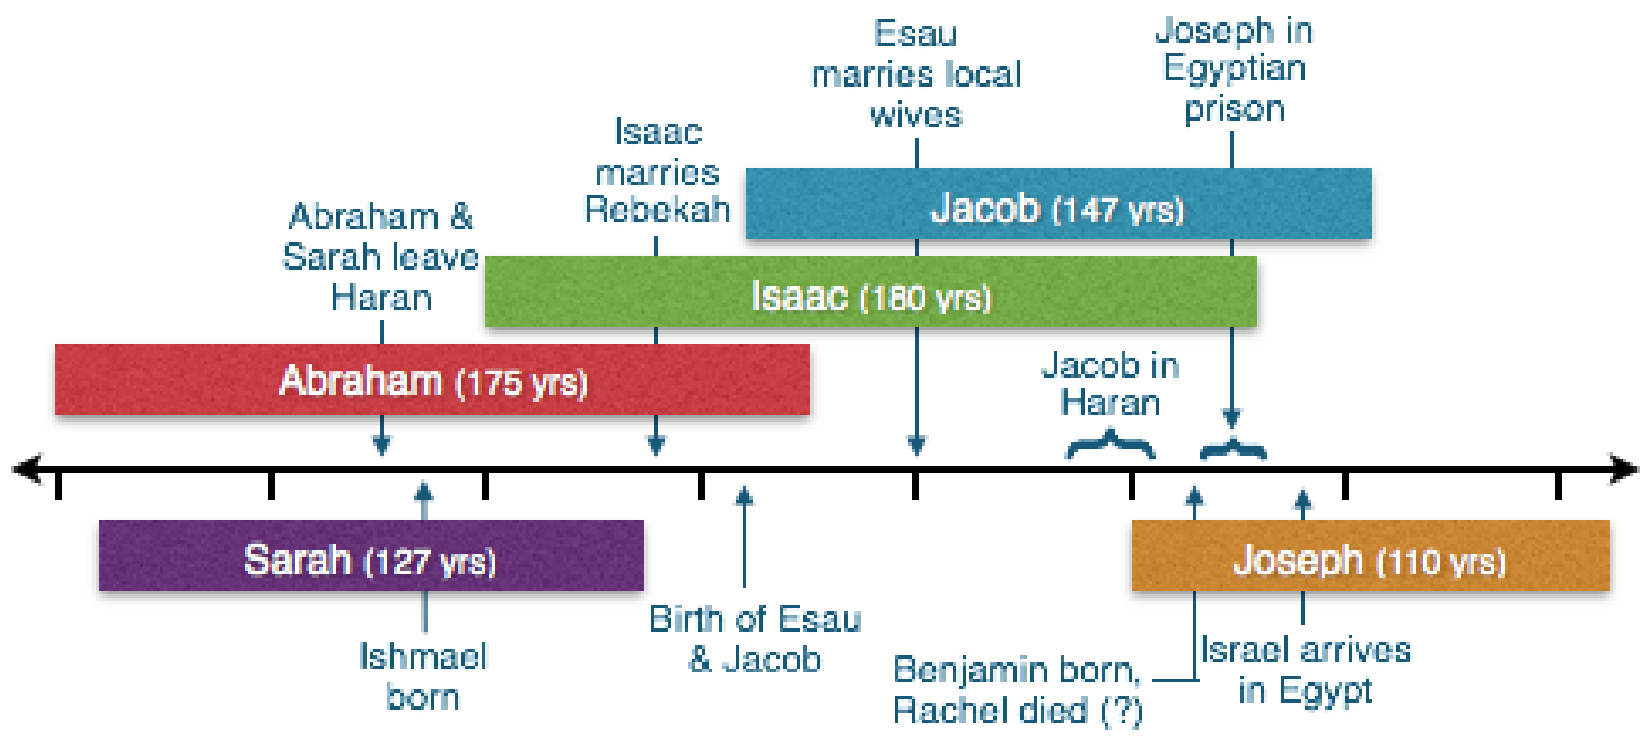 Esau
marries local
wives
Joseph in
Egyptian
prison
Isaac
marries
Rebekah
Jacob (147 yrs)
Abraham &
Sarah leave
Haran
Isaac (180 yrs)
Abraham (175 yrs)
Jacob in
Haran
Sarah (127 yrs)
Joseph (110 yrs)
Ishmael
born
Birth of Esau
& Jacob
Benjamin born,
Rachel died (?)
Israel arrives
in Egypt